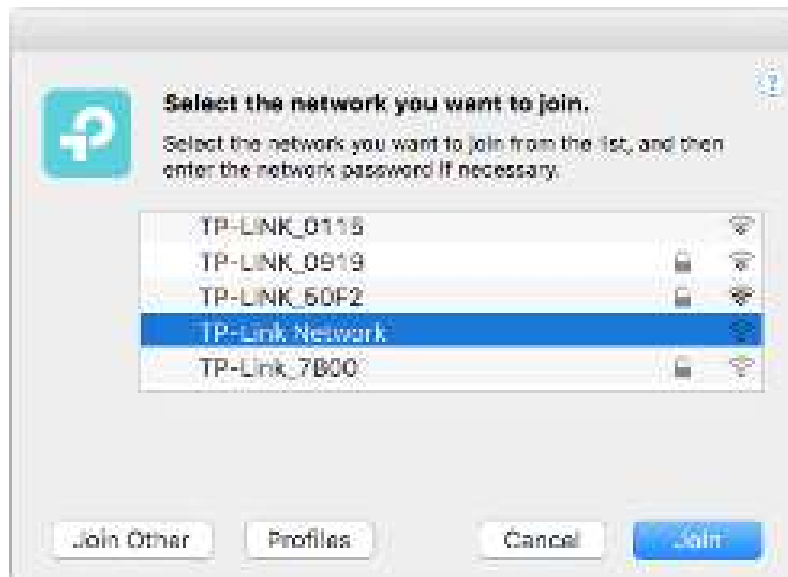 Select the network you want to join.
Select the network you want to join from the list, and then
enter the network password if necessary.
TP-LINK_0919
TP-LINK_50F2
TP-Link Network
TP-Link_7B00
Join Other
Profiles
Cancel
Join